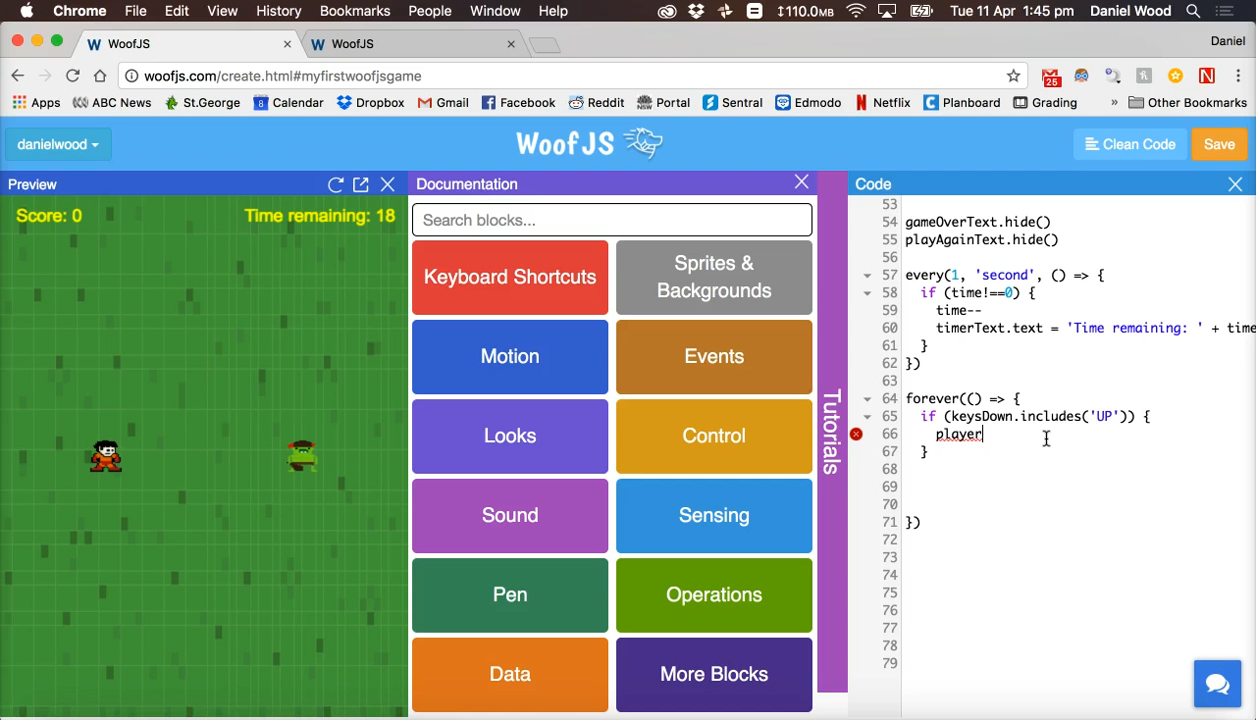 Chrome File Edit View History Bookmarks People Window Help 110.0MB Tue 11 Apr 1:45 pm Daniel Wood
WoofJS WoofJS Daniel
woofjs.com/create.html#myfirstwoofjsgame 25
Apps ABC News St.George 8 Calendar Dropbox Gmail Facebook Reddit Portal Sentral Edmodo Netflix Planboard Grading » Other Bookmarks
danielwood WoofJS Clean Code Save
Preview Documentation Code
Score: 0 Time remaining: 18
Search blocks...
Keyboard Shortcuts
Sprites &
Backgrounds
Motion Events
Looks Control
Sound Sensing
Pen Operations
Data More Blocks
Tutorials
53
54 gameOverText.hide()
55 playAgainText.hide()
56
57 every(1, 'second', () => {
58 if (time!==0) {
59 time--
60 timerText.text = 'Time remaining: ' + time
61 }
62 })
63
64 forever(() => {
65 if (keysDown.includes('UP')) {
66 player
67 }
68
69
70
71 })
72
73
74
75
76
77
78
79